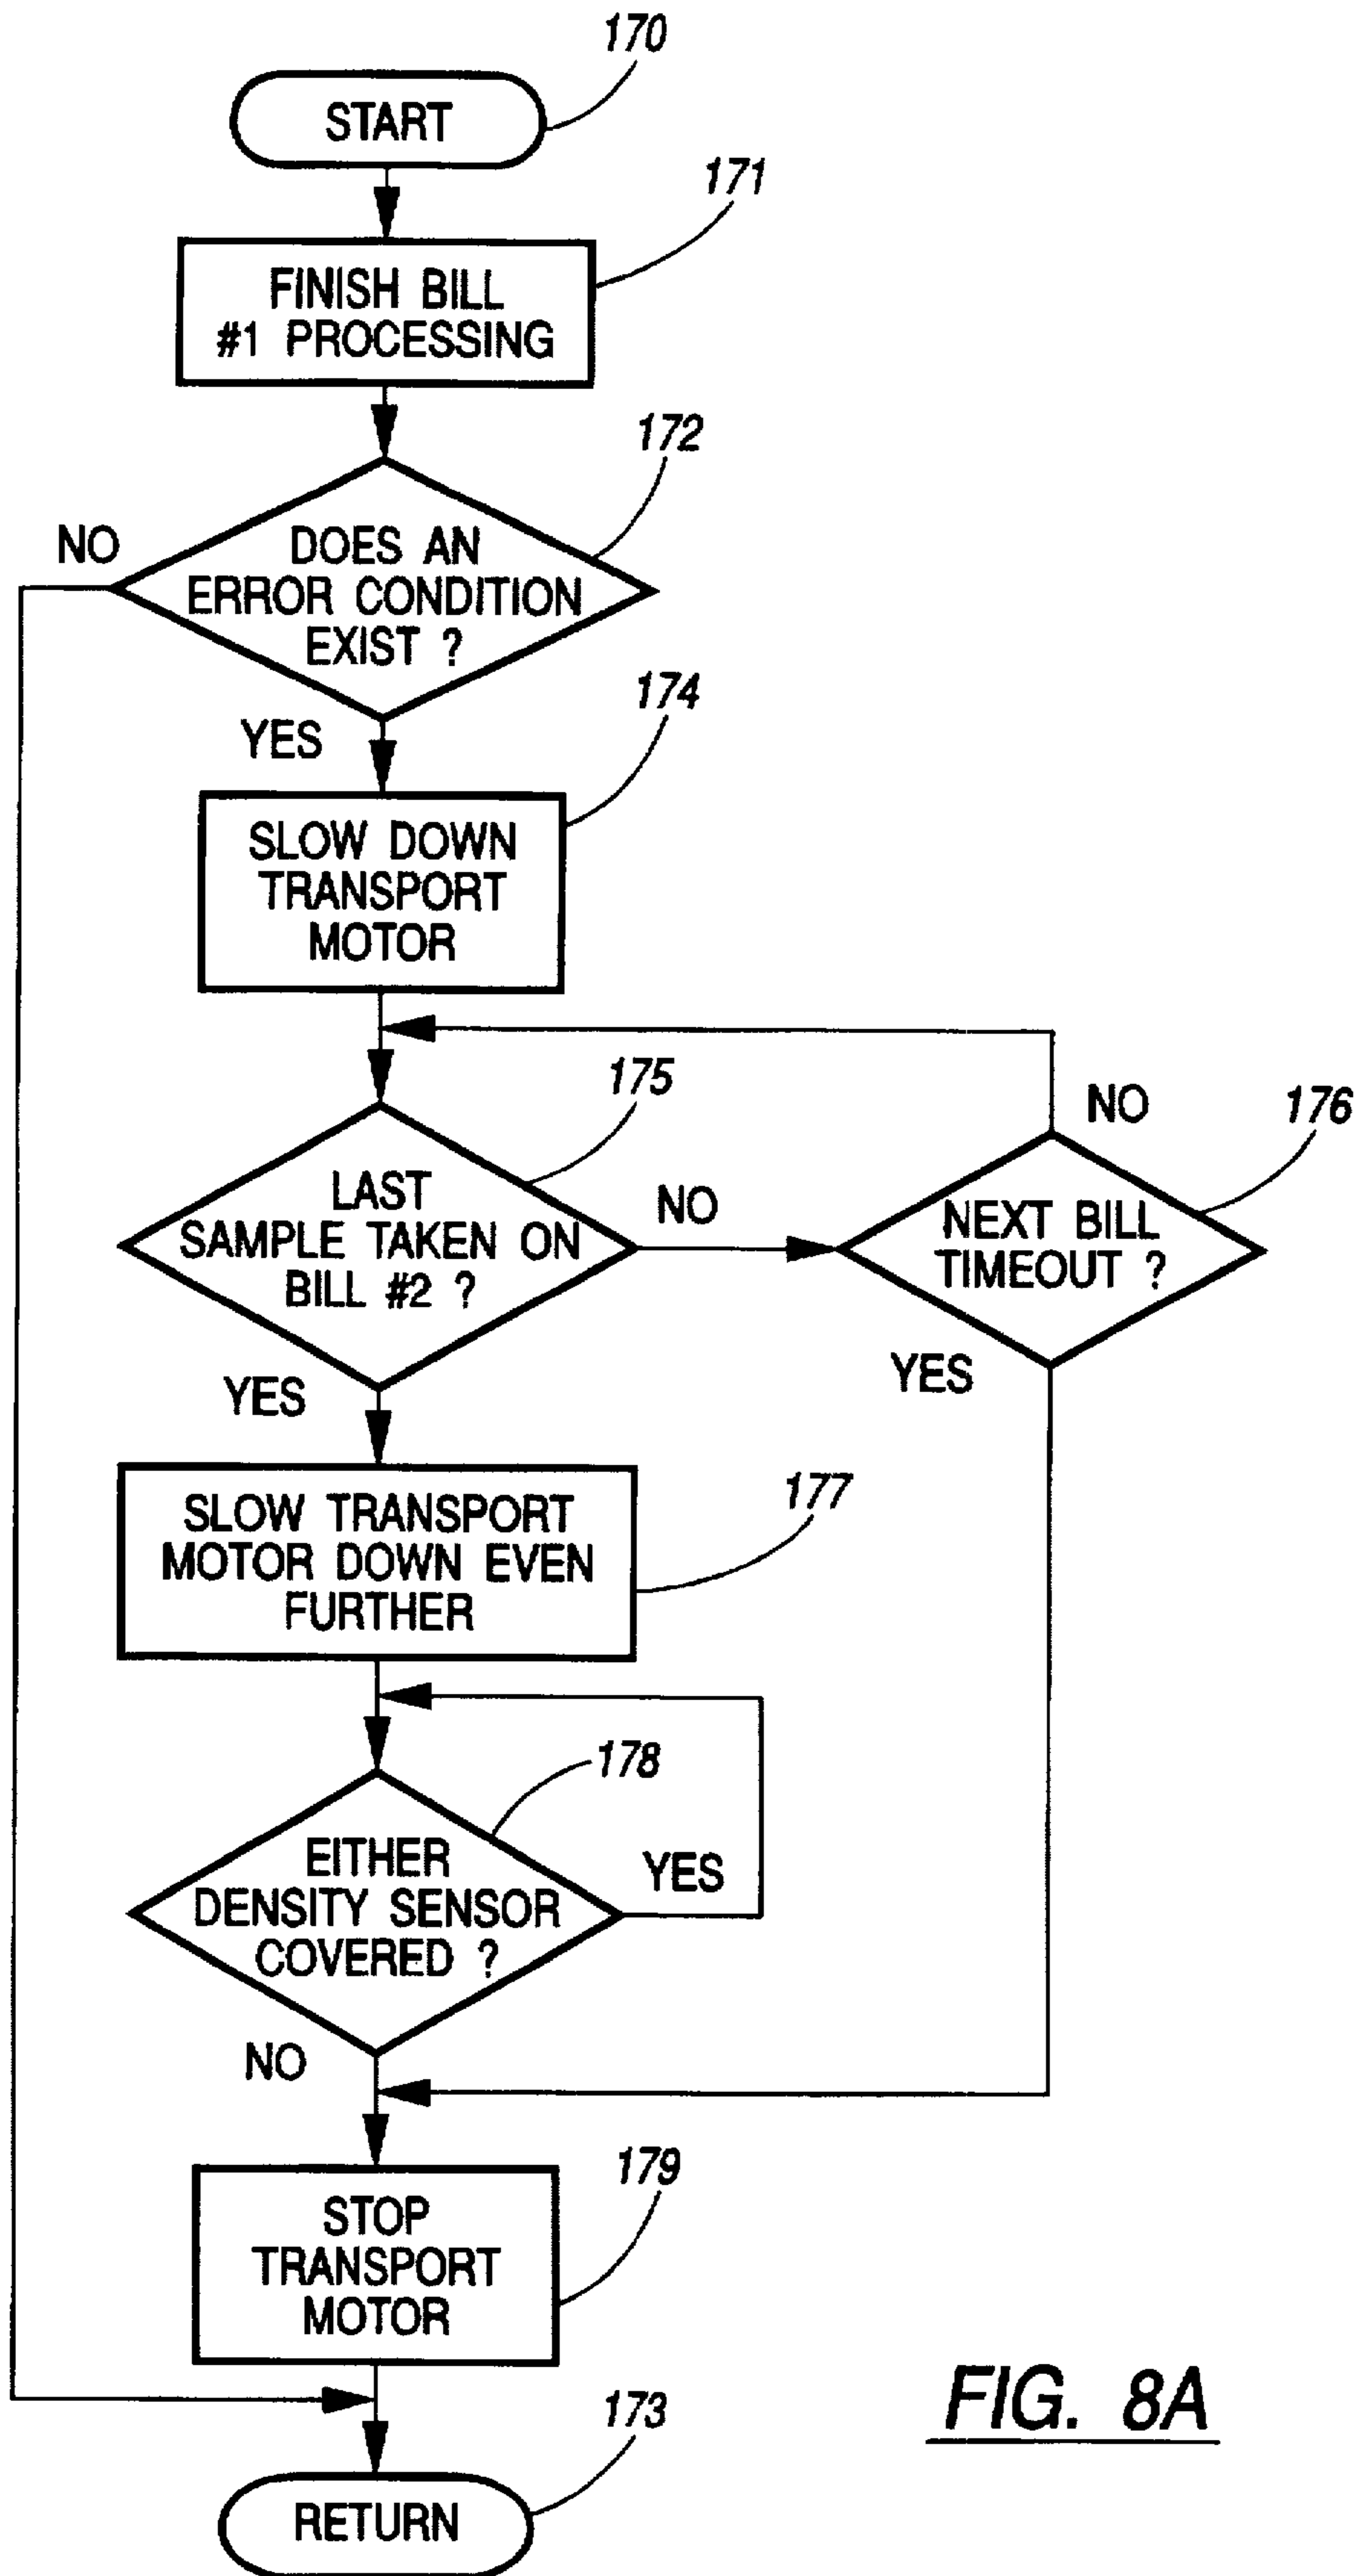 170
START
171
FINISH BILL
#1 PROCESSING
172
NO
DOES AN
ERROR CONDITION
EXIST ?
174
YES
SLOW DOWN
TRANSPORT
MOTOR
175
NO
176
LAST
SAMPLE TAKEN ON
BILL #2 ?
NO
NEXT BILL
TIMEOUT ?
YES
YES
177
SLOW TRANSPORT
MOTOR DOWN EVEN
FURTHER
178
EITHER
DENSITY SENSOR
COVERED ?
YES
NO
179
STOP
TRANSPORT
MOTOR
173
RETURN
FIG. 8A